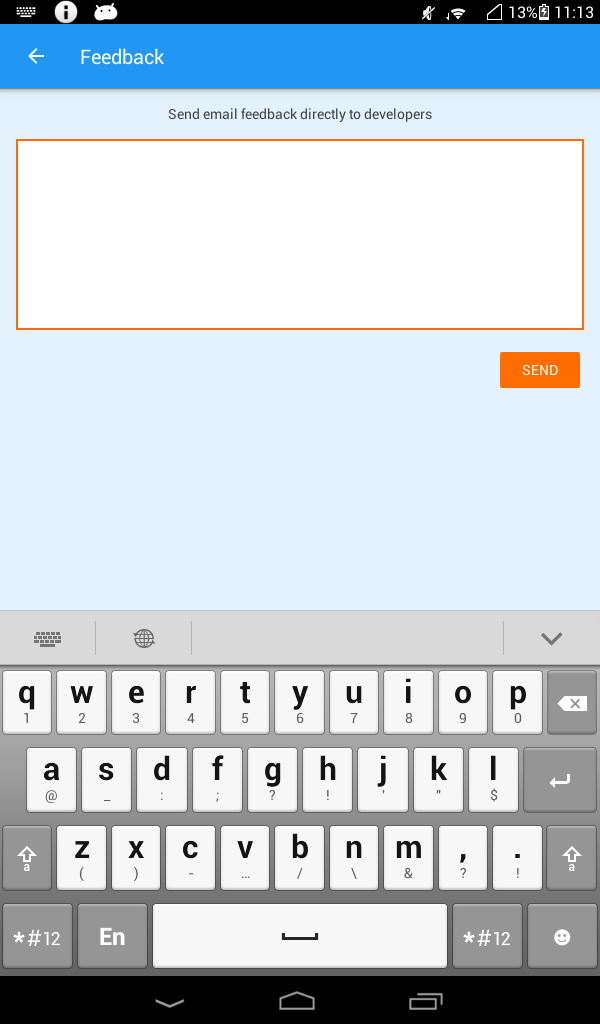 13% 11:13
Feedback
Send email feedback directly to developers
SEND
q w e r t y u i o p
1 2 3 4 5 6 7 8 9 0
a s d f g h j k l
@ _ : ; ? ! ' " $
a z x c v b n m , . a
( ) - ... / \ & ? !
*#12 En *#12